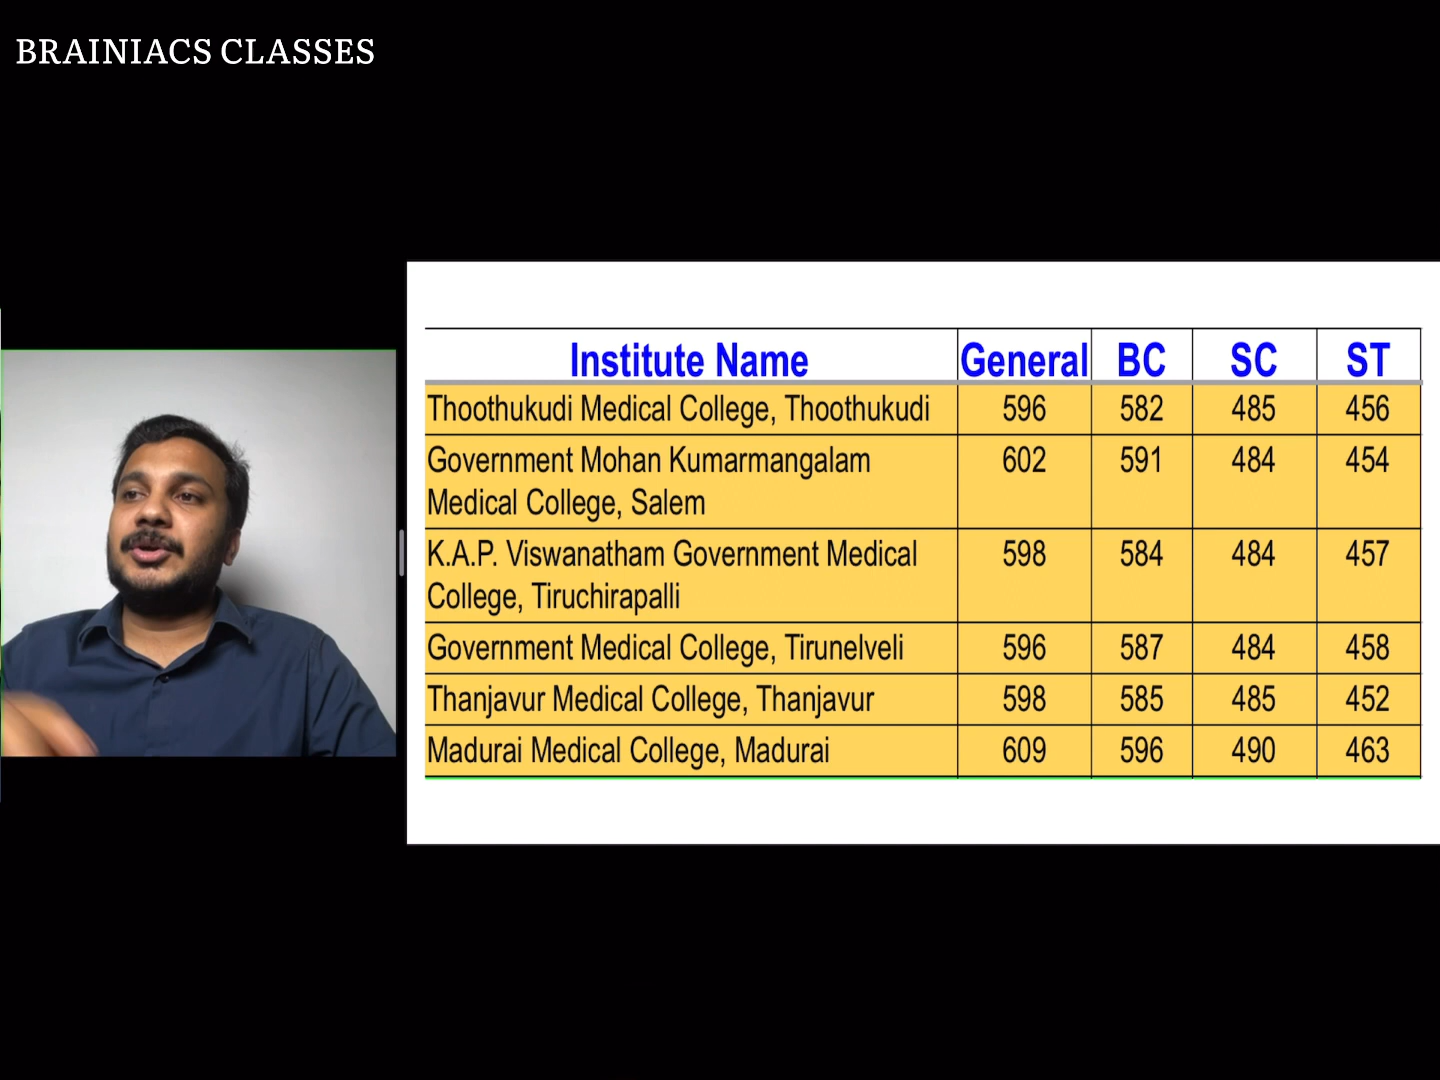 BRAINIACS CLASSES
Institute Name General BC SC ST
Thoothukudi Medical College, Thoothukudi 596 582 485 456
Government Mohan Kumarmangalam 602 591 484 454
Medical College, Salem
K.A.P. Viswanatham Government Medical 598 584 484 457
College, Tiruchirapalli
Government Medical College, Tirunelveli 596 587 484 458
Thanjavur Medical College, Thanjavur 598 585 485 452
Madurai Medical College, Madurai 609 596 490 463